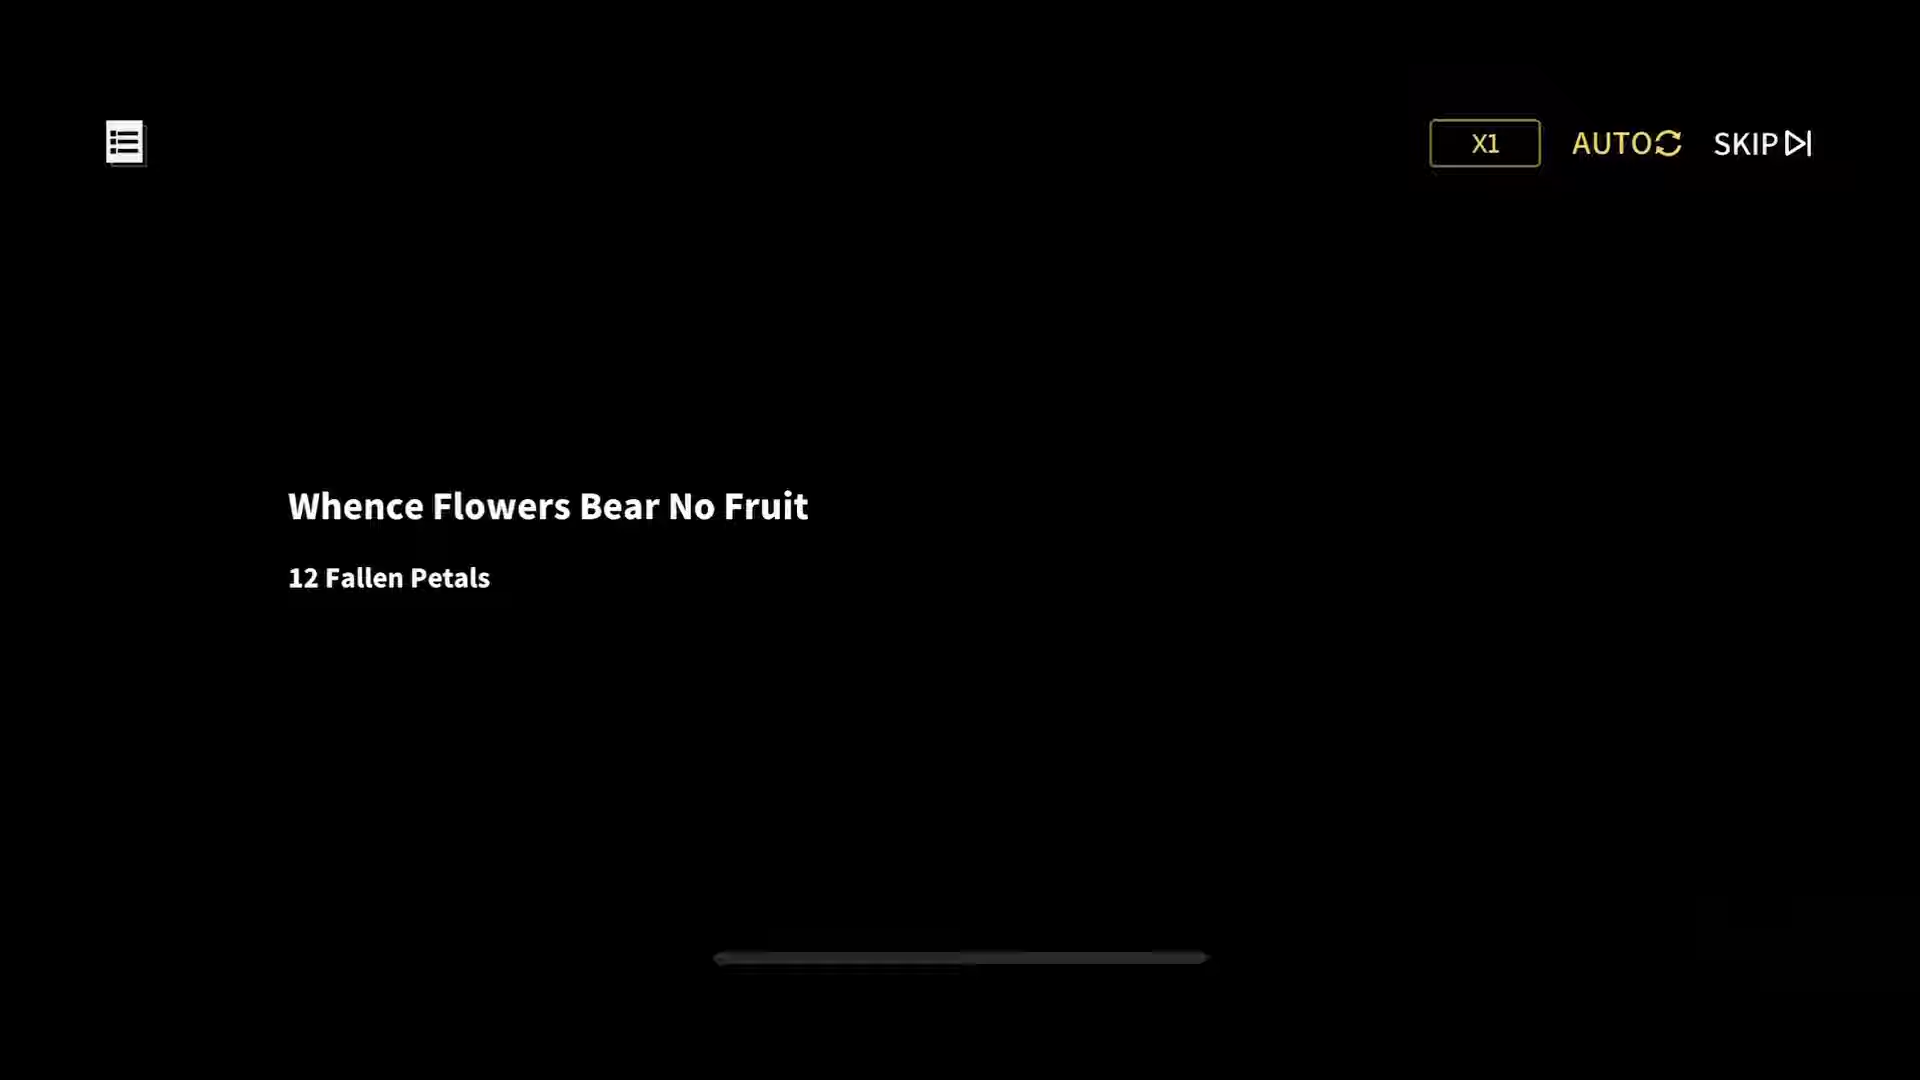 X1
AUTO
SKIP
Whence Flowers Bear No Fruit
12 Fallen Petals